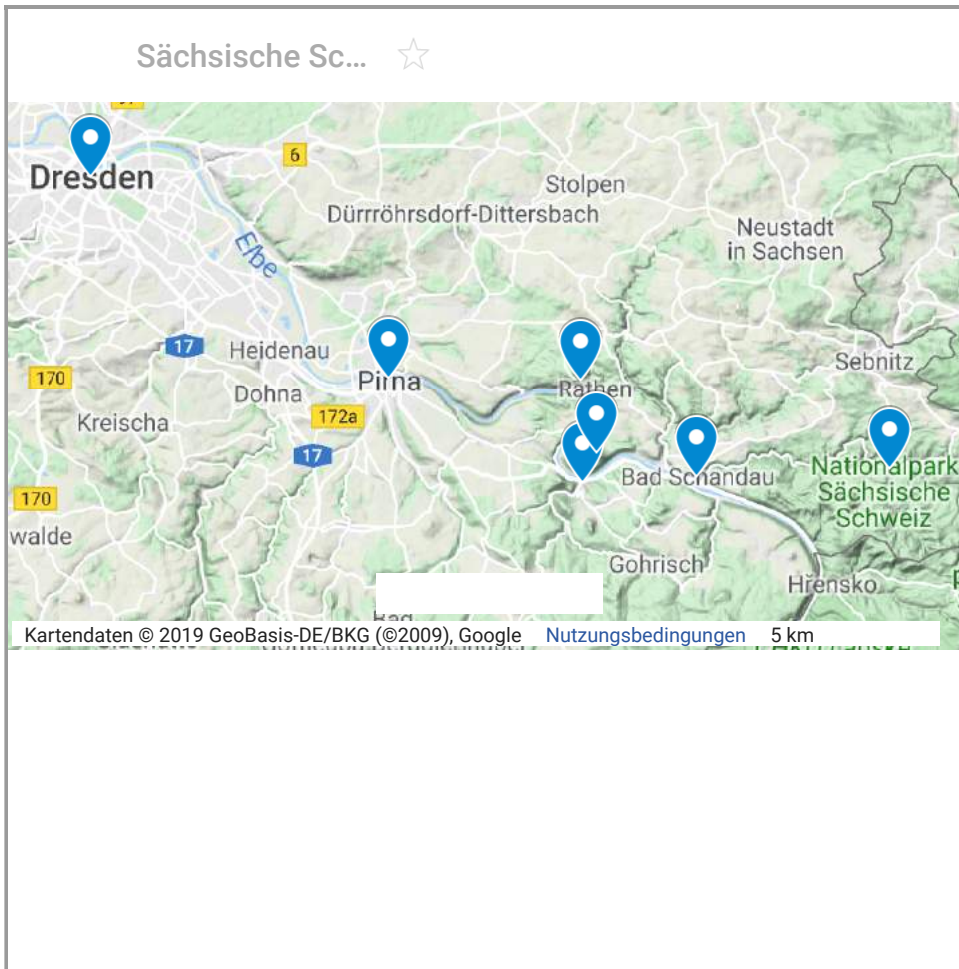 Sächsische Sc...
6
Dresden
Stolpen
Dürrröhrsdorf-Dittersbach
Neustadt
in Sachsen
Elbe
17
Heidenau
Sebnitz
170
Pirna
Rathen
Dohna
172a
Kreischa
17
Bad Schandau
Nationalpark
Sächsische
Schweiz
170
walde
Gohrisch
Hřensko
Bad
Kartendaten © 2019 GeoBasis-DE/BKG (©2009), Google Nutzungsbedingungen 5 km